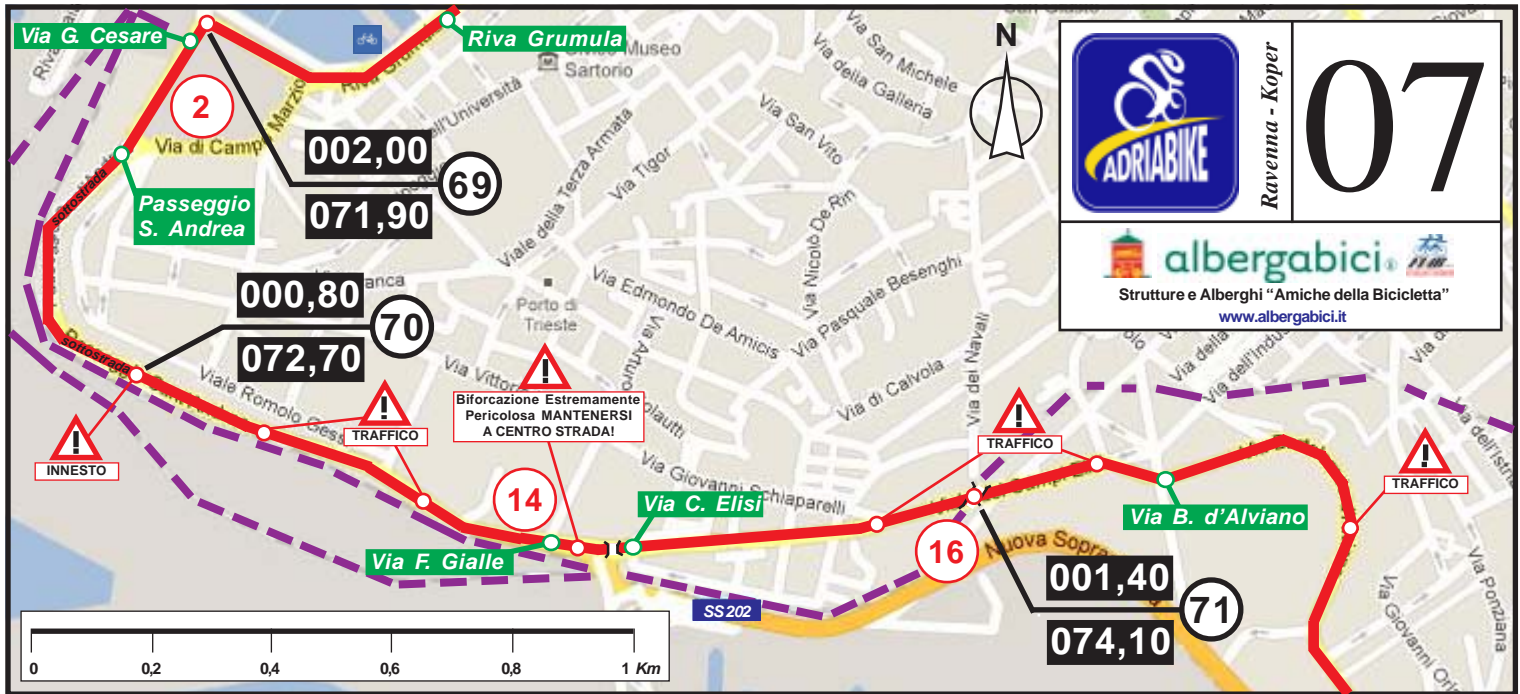 Via G. Cesare
Riva Grumula
Museo
Sartorio
Via San Michele
Via della Galleria
N
ADRIABIKE
Ravenna - Koper
07
2
Via di Campo Marzio
dell'Università
Via San Vito
002,00
69
071,90
Via Tigor
Viale della Terza Armata
sottostrada
Passeggio
S. Andrea
albergabici®
Strutture e Alberghi “Amiche della Bicicletta”
www.albergabici.it
Via Nicolò De Rin
Via Pasquale Besenghi
Via Edmondo De Amicis
Porto di
Trieste
000,80
70
072,70
sottostrada
Via dei Navali
Via di Calvola
Viale Romolo Gessi
!
INNESTO
!
TRAFFICO
!
Biforcazione Estremamente
Pericolosa MANTENERSI
A CENTRO STRADA!
Via Giovanni Schiaparelli
!
TRAFFICO
!
TRAFFICO
14
Via C. Elisi
Via F. Gialle
16
Via B. d'Alviano
Nuova Sopra
Via dell'Istria
Via Ponziana
SS202
001,40
71
074,10
0
0,2
0,4
0,6
0,8
1 Km